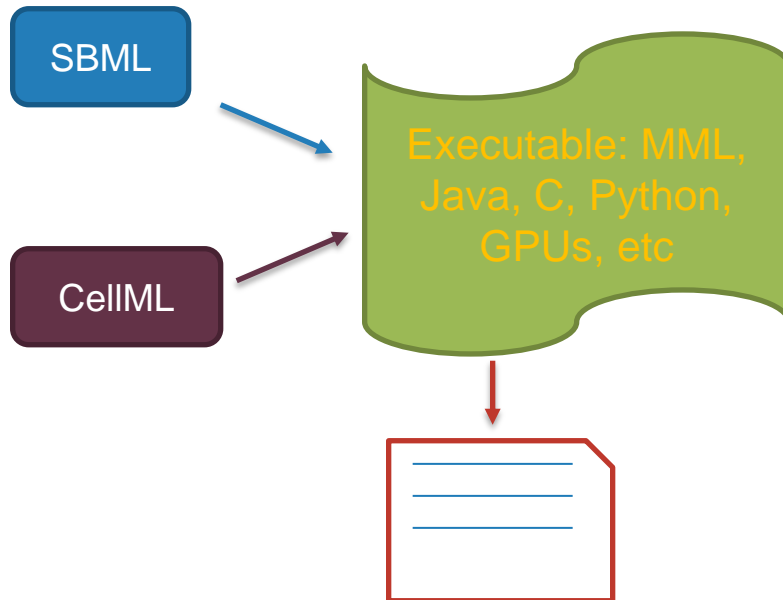 SBML
Executable: MML,
Java, C, Python,
GPUs, etc
CellML